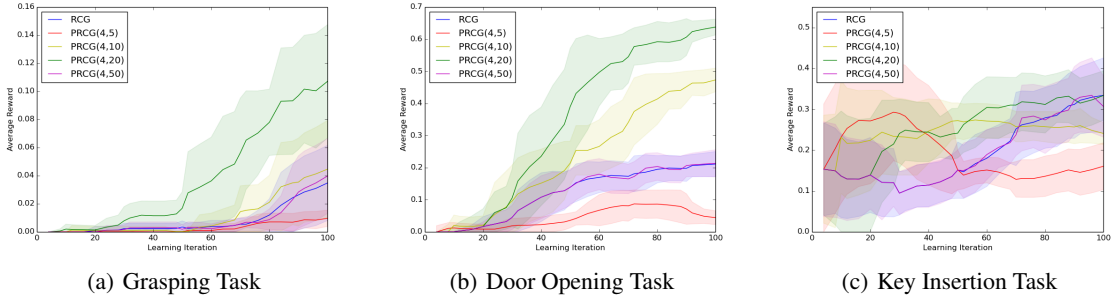 RCG
PRCG(4,5)
PRCG(4,10)
PRCG(4,20)
PRCG(4,50)
Average Reward
0.16
0.14
0.12
0.10
0.08
0.06
0.04
0.02
0.00
0 20 40 60 80 100
Learning Iteration
(a) Grasping Task
RCG
PRCG(4,5)
PRCG(4,10)
PRCG(4,20)
PRCG(4,50)
Average Reward
0.7
0.6
0.5
0.4
0.3
0.2
0.1
0.0
0 20 40 60 80 100
Learning Iteration
(b) Door Opening Task
RCG
PRCG(4,5)
PRCG(4,10)
PRCG(4,20)
PRCG(4,50)
Average Reward
0.5
0.4
0.3
0.2
0.1
0.0
0 20 40 60 80 100
Learning Iteration
(c) Key Insertion Task